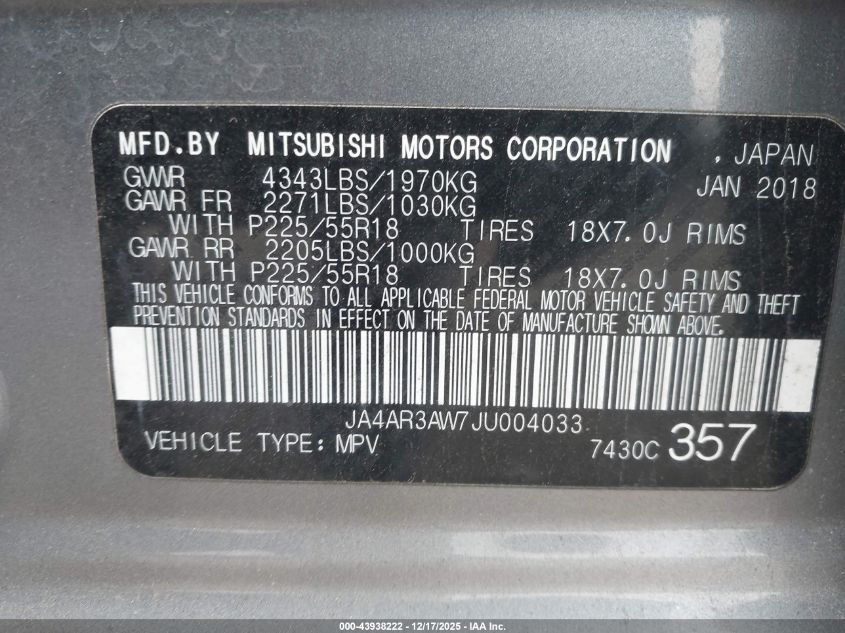 MFD.BY MITSUBISHI MOTORS CORPORATION , JAPAN
GVWR 4343LBS/1970KG JAN 2018
GAWR FR 2271LBS/1030KG
WITH P225/55R18 TIRES 18X7.0J RIMS
GAWR RR 2205LBS/1000KG
WITH P225/55R18 TIRES 18X7.0J RIMS
THIS VEHICLE CONFORMS TO ALL APPLICABLE FEDERAL MOTOR VEHICLE SAFETY AND THEFT
PREVENTION STANDARDS IN EFFECT ON THE DATE OF MANUFACTURE SHOWN ABOVE.
JA4AR3AW7JU004033
VEHICLE TYPE: MPV 7430C 357
000-43938222 - 12/17/2025 - IAA Inc.